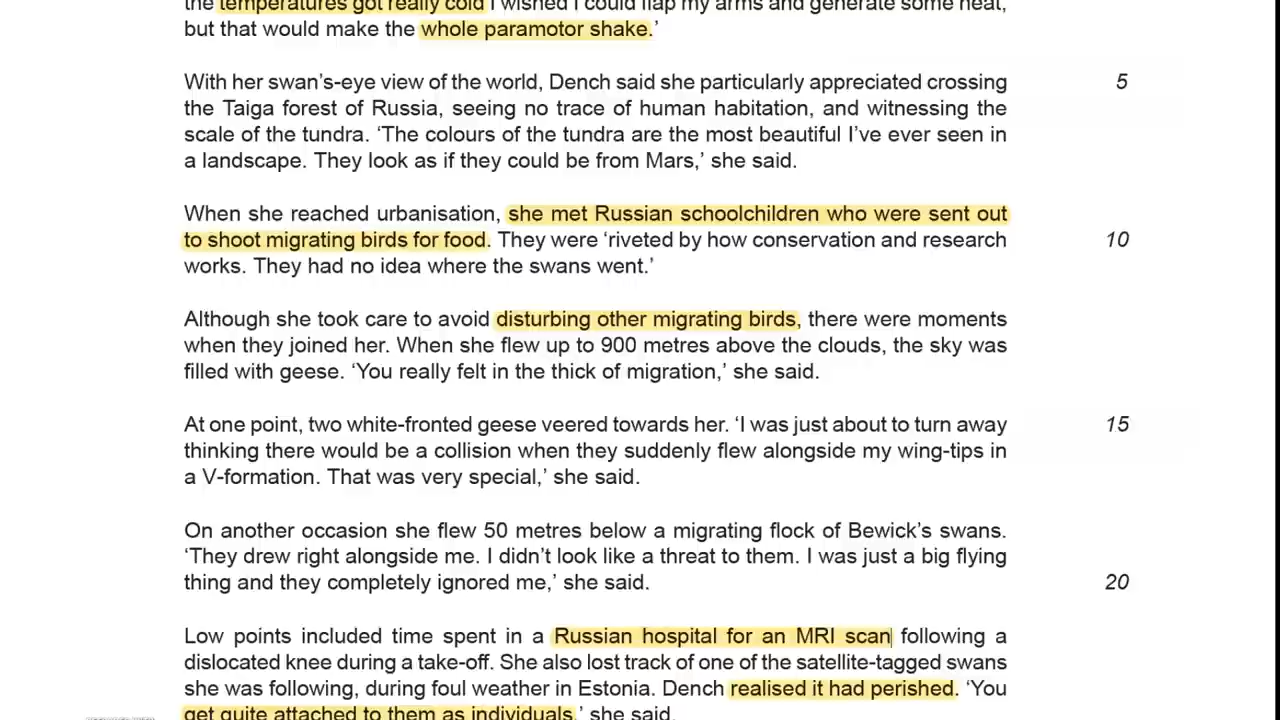 the temperatures got really cold I wished I could flap my arms and generate some heat,
but that would make the whole paramotor shake.’
With her swan’s-eye view of the world, Dench said she particularly appreciated crossing 5
the Taiga forest of Russia, seeing no trace of human habitation, and witnessing the
scale of the tundra. ‘The colours of the tundra are the most beautiful I’ve ever seen in
a landscape. They look as if they could be from Mars,’ she said.
When she reached urbanisation, she met Russian schoolchildren who were sent out
to shoot migrating birds for food. They were ‘riveted by how conservation and research 10
works. They had no idea where the swans went.’
Although she took care to avoid disturbing other migrating birds, there were moments
when they joined her. When she flew up to 900 metres above the clouds, the sky was
filled with geese. ‘You really felt in the thick of migration,’ she said.
At one point, two white-fronted geese veered towards her. ‘I was just about to turn away 15
thinking there would be a collision when they suddenly flew alongside my wing-tips in
a V-formation. That was very special,’ she said.
On another occasion she flew 50 metres below a migrating flock of Bewick’s swans.
‘They drew right alongside me. I didn’t look like a threat to them. I was just a big flying
thing and they completely ignored me,’ she said. 20
Low points included time spent in a Russian hospital for an MRI scan following a
dislocated knee during a take-off. She also lost track of one of the satellite-tagged swans
she was following, during foul weather in Estonia. Dench realised it had perished. ‘You
get quite attached to them as individuals,’ she said.